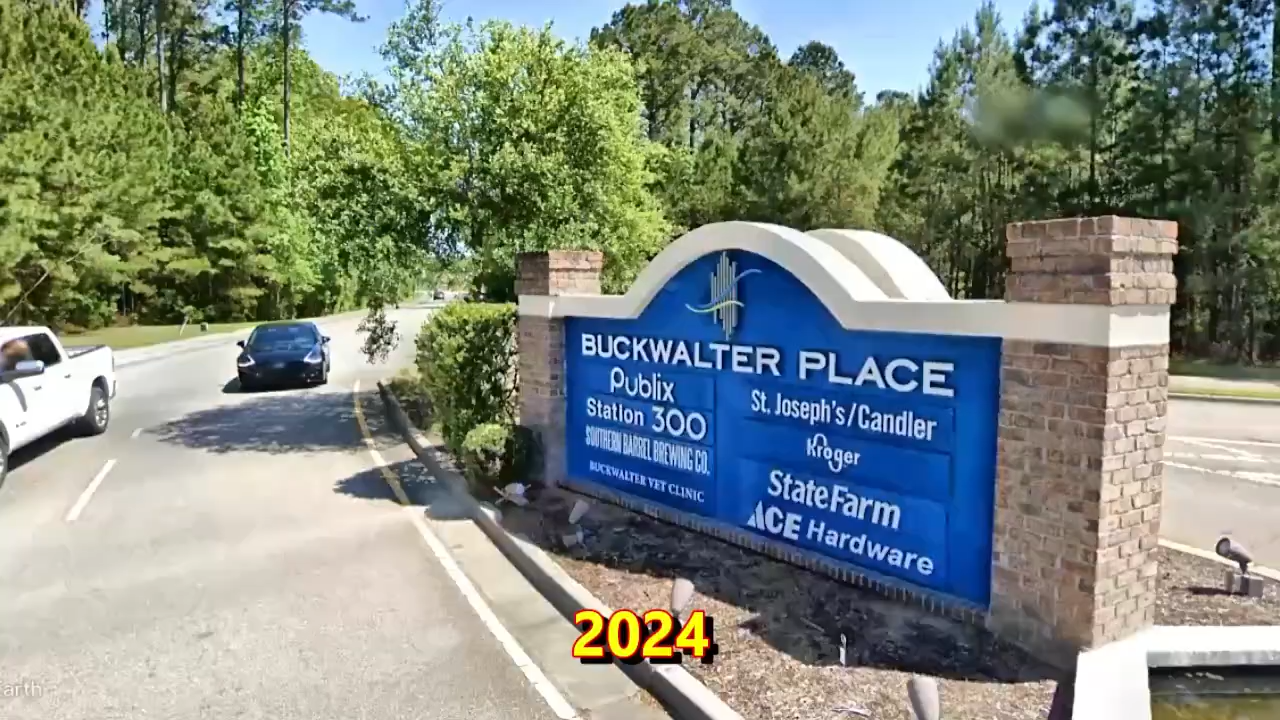 BUCKWALTER PLACE
Publix
Station 300
SOUTHERN BARREL BREWING CO.
BUCKWALTER VET CLINIC
St. Joseph's/Candler
Kroger
StateFarm
ACE Hardware
2024
arth